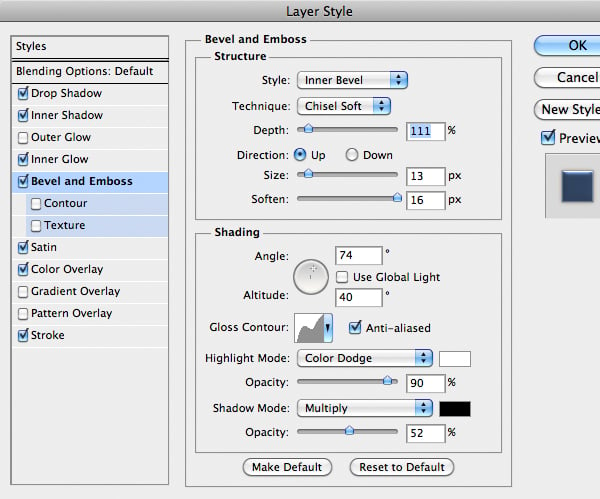 Layer Style
Styles
Blending Options: Default
Drop Shadow
Inner Shadow
Outer Glow
Inner Glow
Bevel and Emboss
Contour
Texture
Satin
Color Overlay
Gradient Overlay
Pattern Overlay
Stroke
Bevel and Emboss
Structure
Style: Inner Bevel
Technique: Chisel Soft
Depth: 111 %
Direction: Up Down
Size: 13 px
Soften: 16 px
Shading
Angle: 74 °
Use Global Light
Altitude: 40 °
Gloss Contour: Anti-aliased
Highlight Mode: Color Dodge
Opacity: 90 %
Shadow Mode: Multiply
Opacity: 52 %
Make Default Reset to Default
OK
Cancel
New Style
Preview